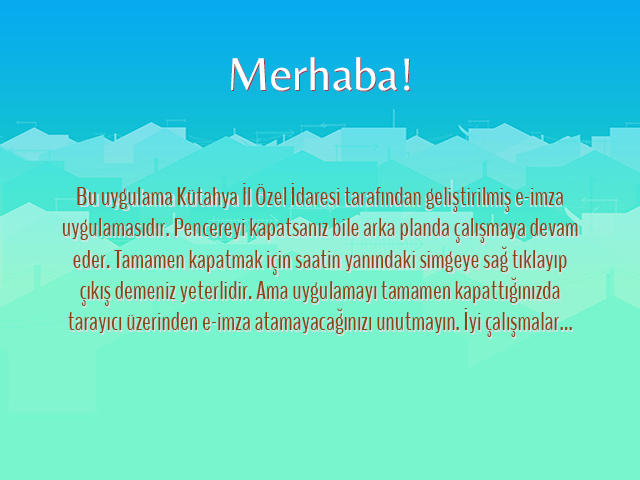 Merhaba!
Bu uygulama Kütahya İl Özel İdaresi tarafından geliştirilmiş e-imza
uygulamasıdır. Pencereyi kapatsanız bile arka planda çalışmaya devam
eder. Tamamen kapatmak için saatin yanındaki simgeye sağ tıklayıp
çıkış demeniz yeterlidir. Ama uygulamayı tamamen kapattığınızda
tarayıcı üzerinden e-imza atamayacağınızı unutmayın. İyi çalışmalar...